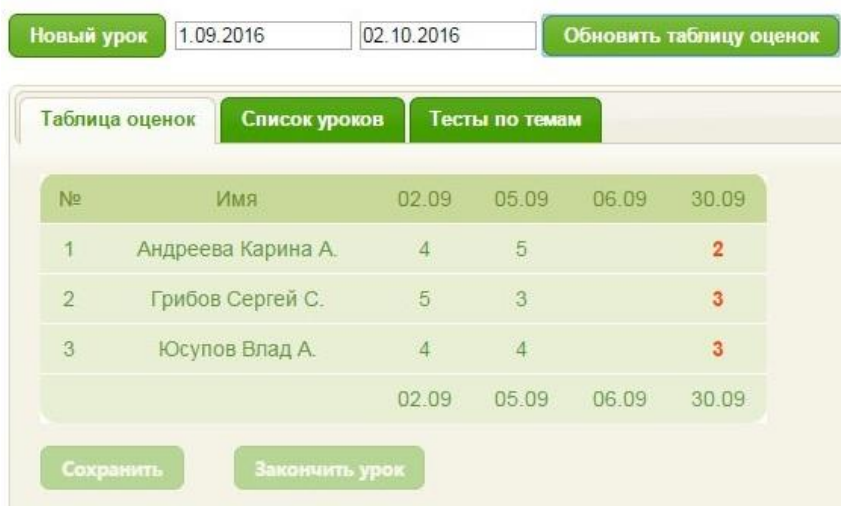 Новый урок 1.09.2016 02.10.2016 Обновить таблицу оценок
Таблица оценок Список уроков Тесты по темам
№ Имя 02.09 05.09 06.09 30.09
1 Андреева Карина А. 4 5 2
2 Грибов Сергей С. 5 3 3
3 Юсупов Влад А. 4 4 3
02.09 05.09 06.09 30.09
Сохранить Закончить урок